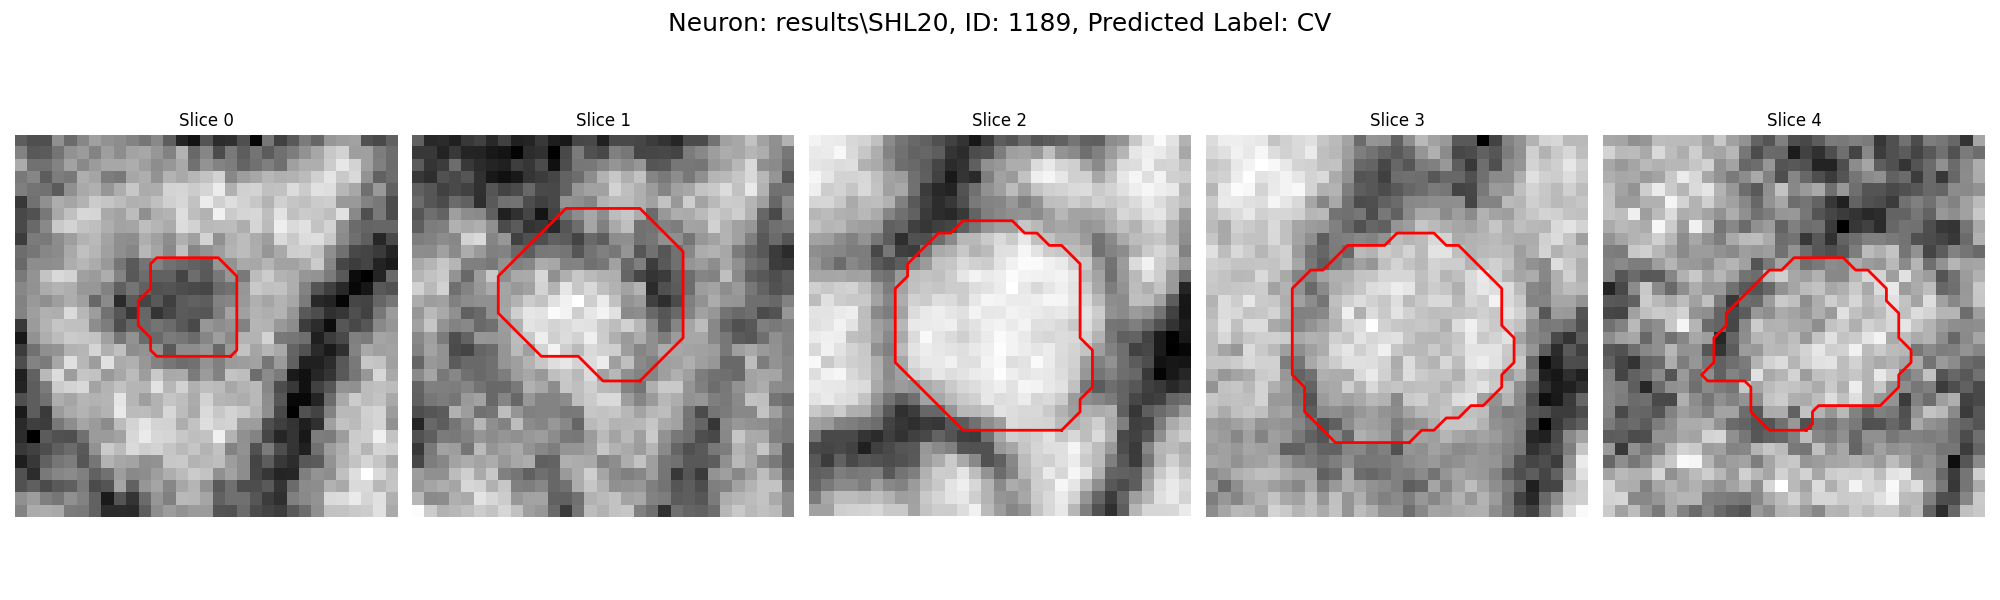 Neuron: results\SHL20, ID: 1189, Predicted Label: CV
Slice 0
Slice 1
Slice 2
Slice 3
Slice 4